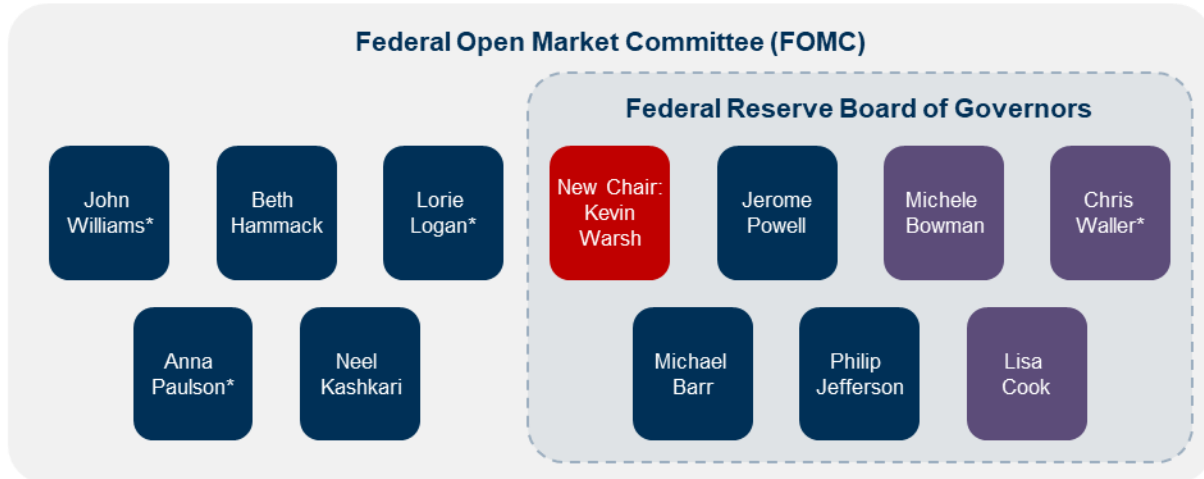 Federal Open Market Committee (FOMC)
Federal Reserve Board of Governors
John
Williams*
Beth
Hammack
Lorie
Logan*
New Chair:
Kevin
Warsh
Jerome
Powell
Michele
Bowman
Chris
Waller*
Anna
Paulson*
Neel
Kashkari
Michael
Barr
Philip
Jefferson
Lisa
Cook